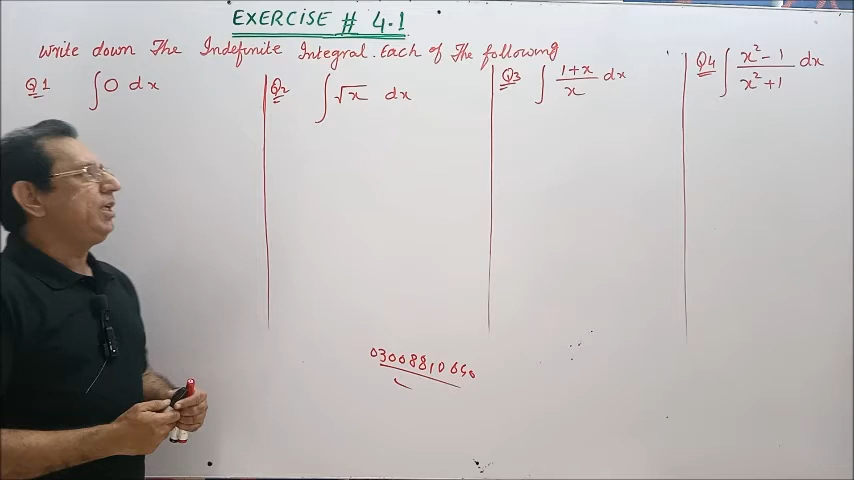 EXERCISE # 4.1
Write down The Indefinite Integral. Each of The following
Q1 ∫ 0 dx
Q2 ∫ √x dx
Q3 ∫ (1+x)/x dx
Q4 ∫ (x² - 1)/(x² + 1) dx
03008810650